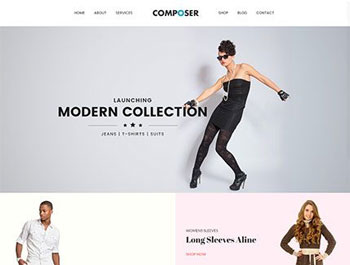 HOME ABOUT SERVICES COMPOSER SHOP BLOG CONTACT
LAUNCHING
MODERN COLLECTION
JEANS | T-SHIRTS | SUITS
WOMENS SLEEVES
Long Sleeves Aline
SHOP NOW